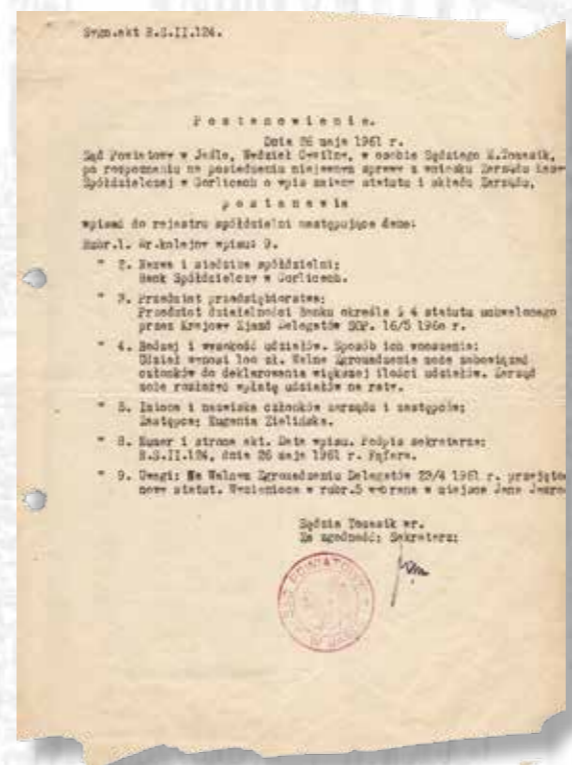 Sygn.akt R.S.II.124.
Postanowienie.
Dnia 26 maja 1961 r.
Sąd Powiatowy w Jaśle, Wydział Cywilny, w osobie Sędziego M.Tomasik,
po rozpoznaniu na posiedzeniu niejawnym sprawy z wniosku Zarządu
Spółdzielczej w Gorlicach o wpis zmiany statutu i składu Zarządu,
postanawia
wpisać do rejestru spółdzielni następujące dane:
Rubr.1. Nr.kolejny wpisu: 9.
" 2. Nazwa i siedziba spółdzielni:
Bank Spółdzielczy w Gorlicach.
" 3. Przedmiot przedsiębiorstwa:
Przedmiot działalności Banku określa § 4 statutu uchwalonego
przez Krajowy Zjazd Delegatów SOP. 16/5 1960 r.
" 4. Rodzaj i wysokość udziałów. Sposób ich wnoszenia:
Udział wynosi 100 zł. Walne Zgromadzenie może zobowiązać
członków do deklarowania większej ilości udziałów. Zarząd
może rozłożyć wpłatę udziałów na raty.
" 5. Imiona i nazwiska członków zarządu i zastępców:
Zastępca: Eugenia Zielińska.
" 8. Numer i strona akt. Data wpisu. Podpis sekretarza:
R.S.II.124, dnia 26 maja 1961 r. Fąfara.
" 9. Uwagi: Na Walnym Zgromadzeniu Delegatów 23/4 1961 r. przyjęto
nowy statut. Wymieniona w rubr.5 wybrana w miejsce Jana
Sędzia Tomasik wr.
Za zgodność: Sekretarz:
SĄD POWIATOWY